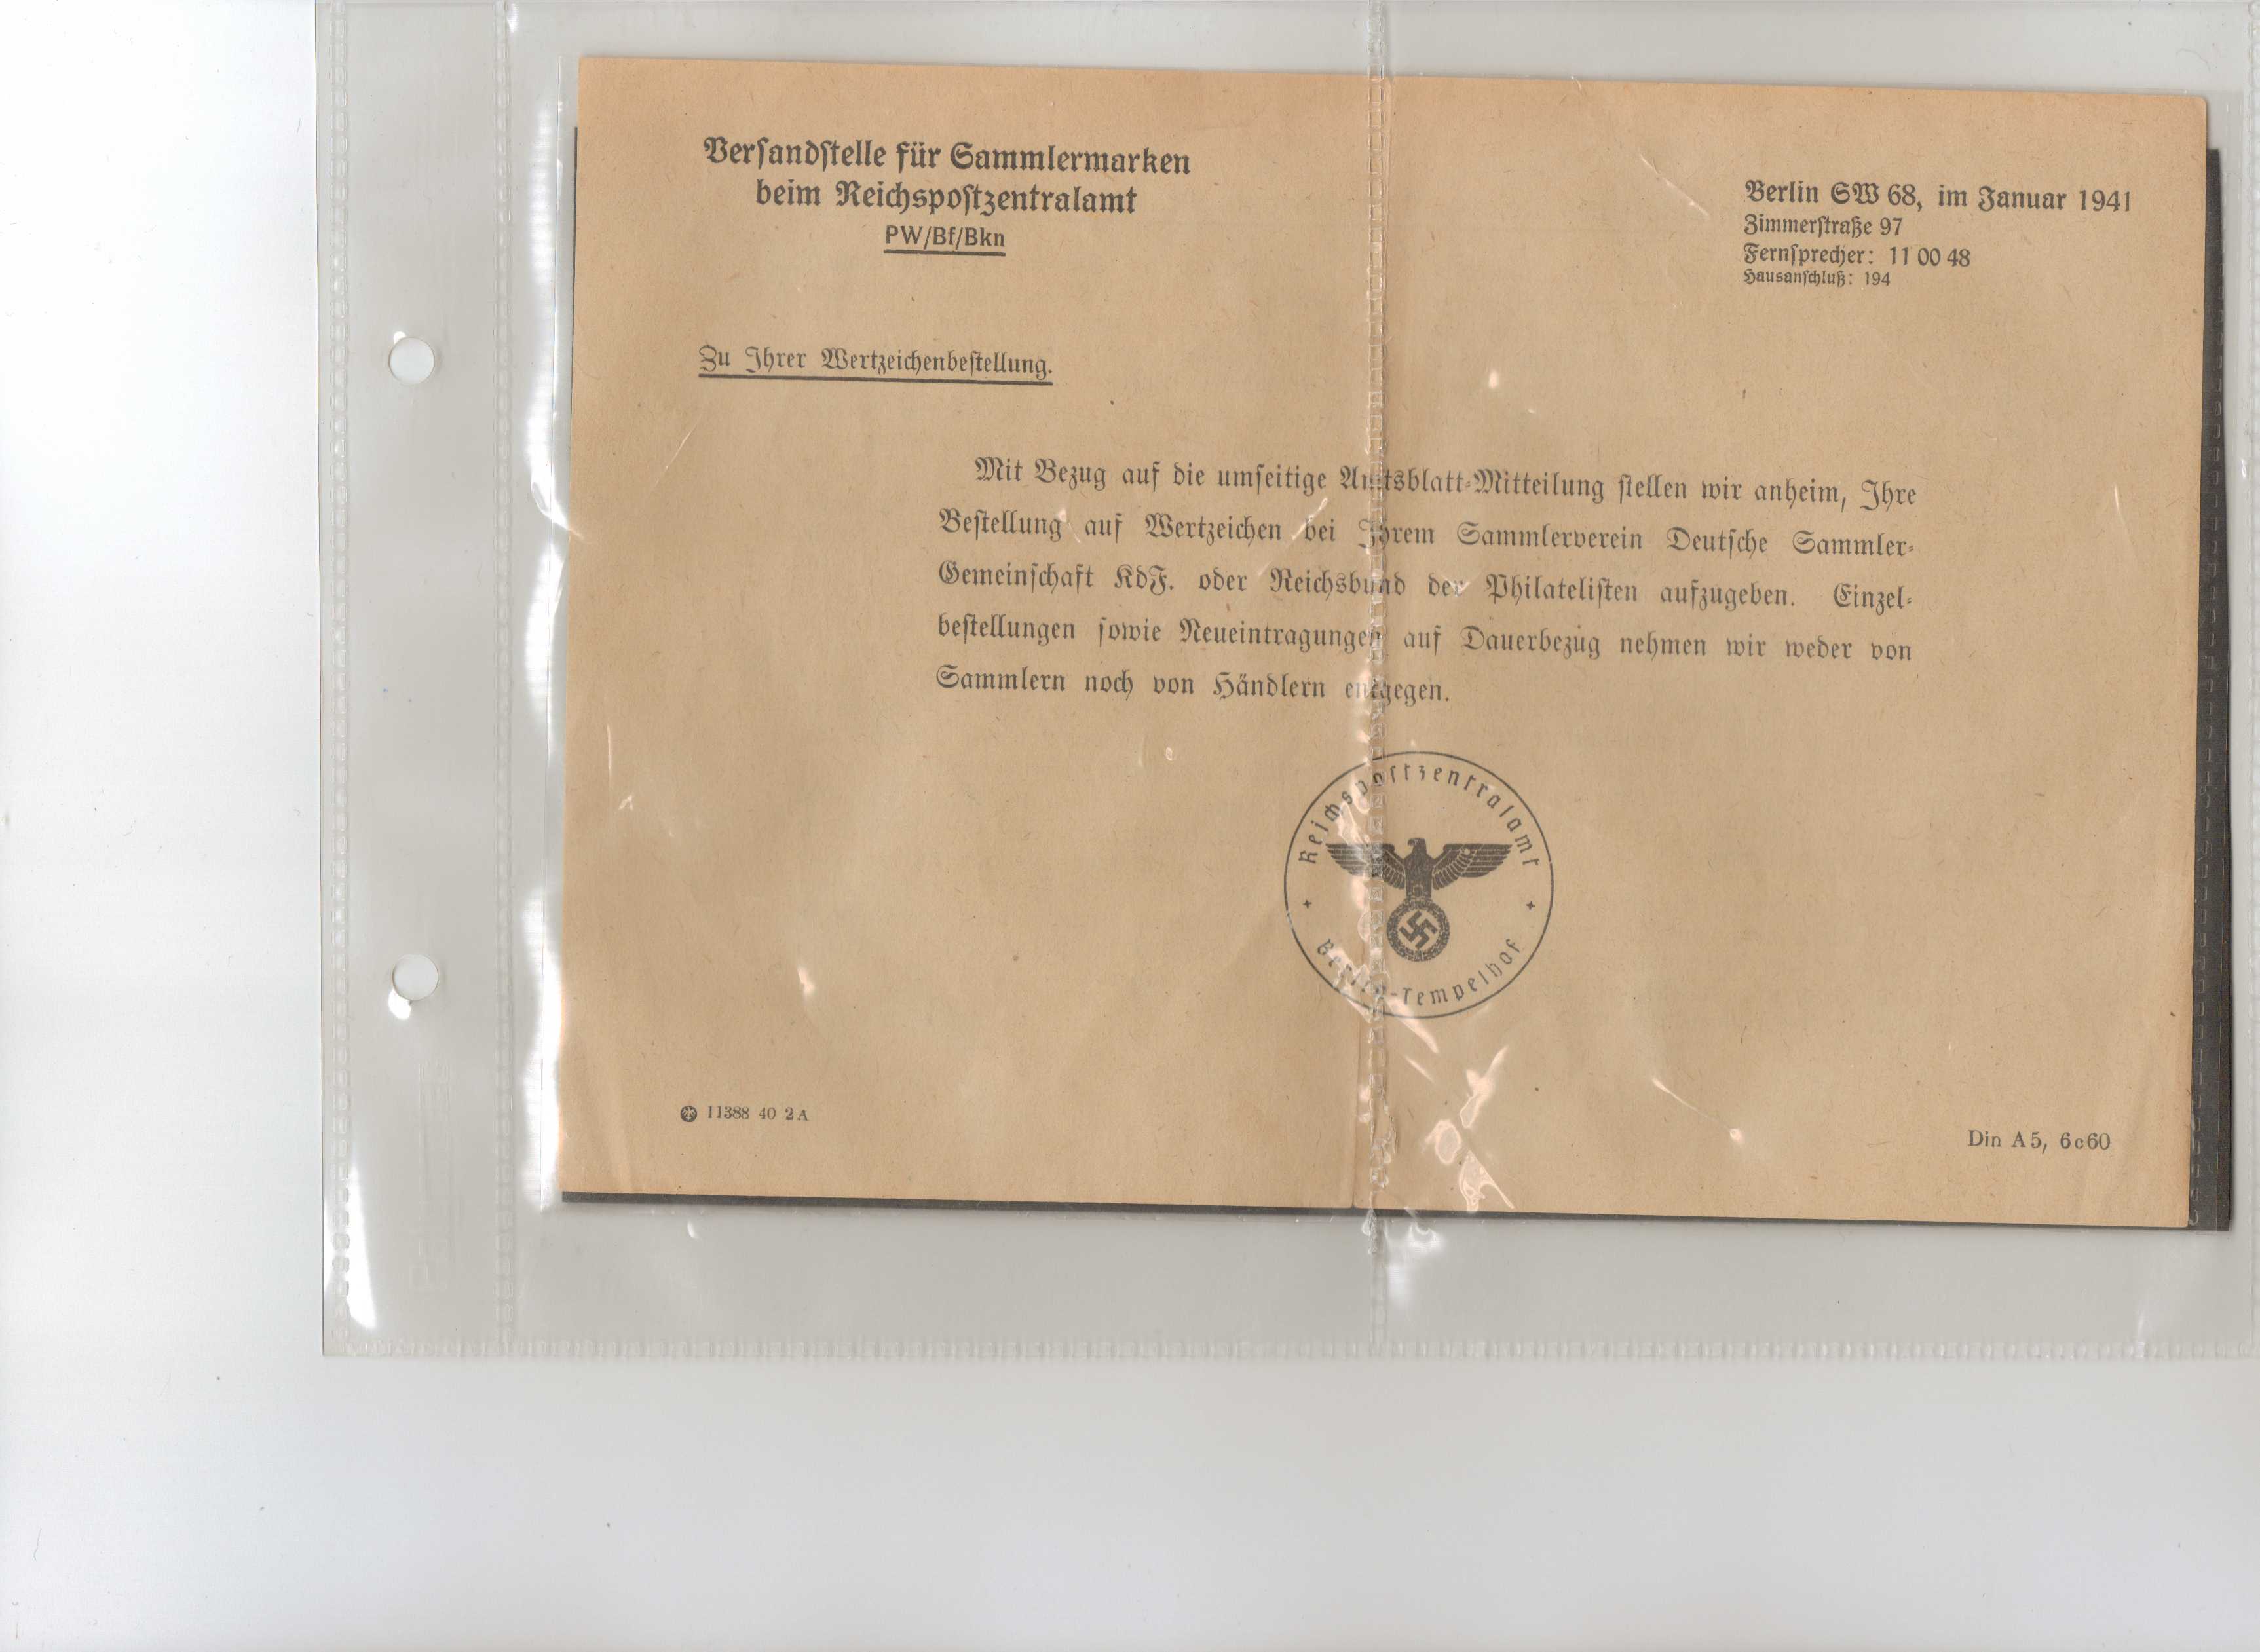 Versandstelle für Sammlermarken
beim Reichspostzentralamt
PW/Bf/Bkn
Berlin SW 68, im Januar 1941
Zimmerstraße 97
Fernsprecher: 11 00 48
Hausanschluß: 194
Zu Ihrer Wertzeichenbestellung.
Mit Bezug auf die umseitige Amtsblatt-Mitteilung stellen wir anheim, Ihre
Bestellung auf Wertzeichen bei Ihrem Sammlerverein Deutsche Sammler-
Gemeinschaft KdF. oder Reichsbund der Philatelisten aufzugeben. Einzel-
bestellungen sowie Neueintragungen auf Dauerbezug nehmen wir weder von
Sammlern noch von Händlern entgegen.
Reichspostzentralamt
Berlin-Tempelhof
11388 40 2A
Din A5, 6c60